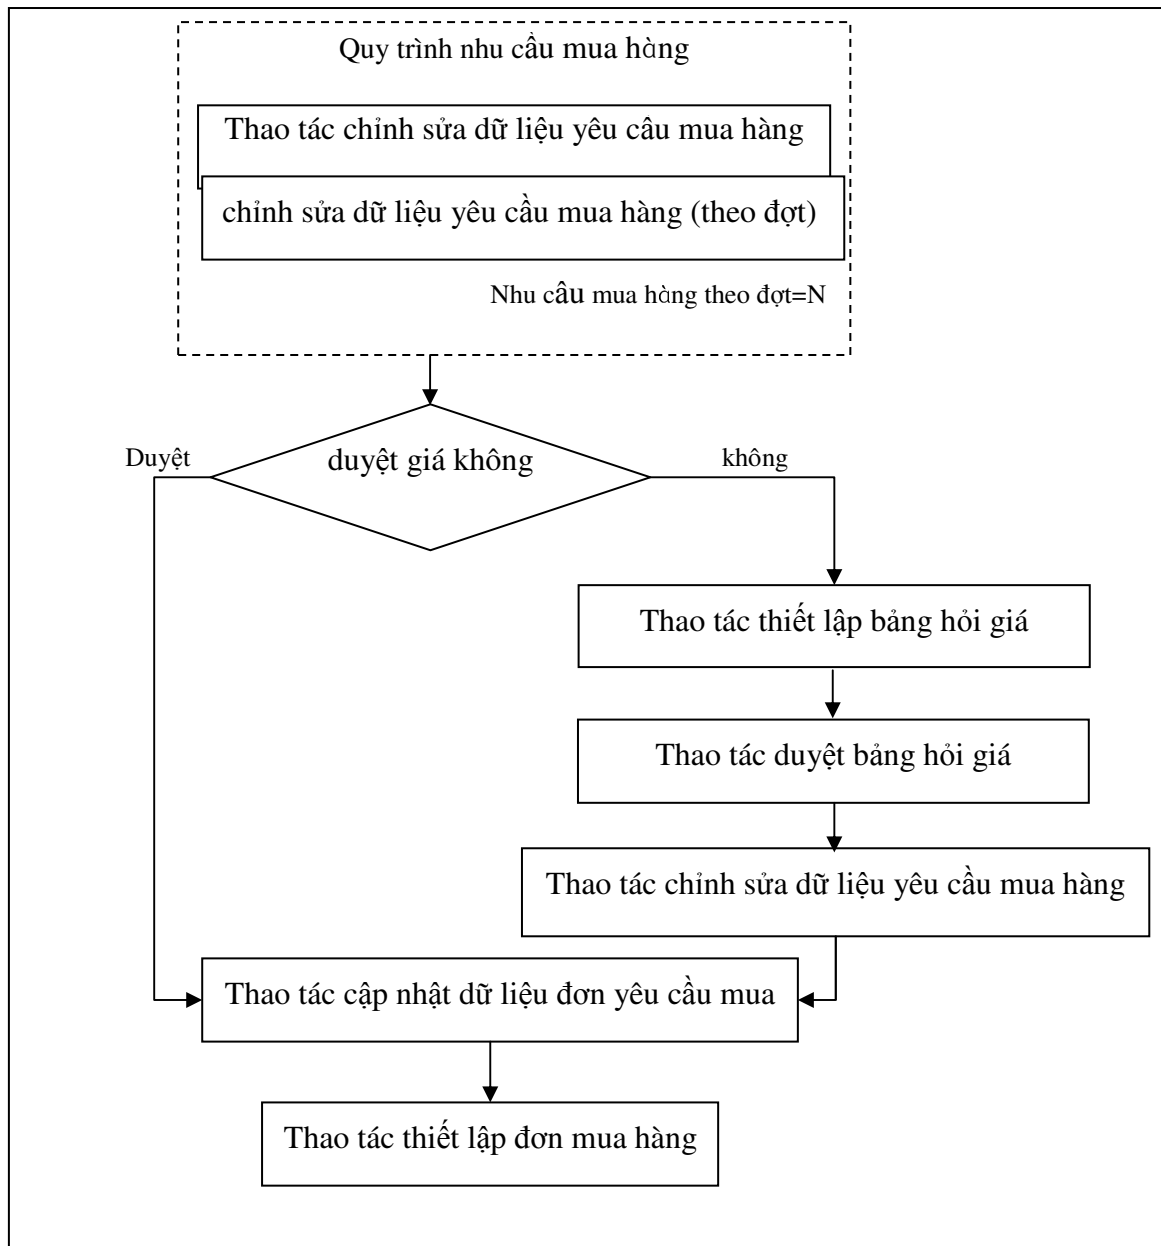 Quy trình nhu cầu mua hàng
Thao tác chỉnh sửa dữ liệu yêu câu mua hàng
chỉnh sửa dữ liệu yêu cầu mua hàng (theo đợt)
Nhu câu mua hàng theo đợt=N
Duyệt
duyệt giá không
không
Thao tác thiết lập bảng hỏi giá
Thao tác duyệt bảng hỏi giá
Thao tác chỉnh sửa dữ liệu yêu cầu mua hàng
Thao tác cập nhật dữ liệu đơn yêu cầu mua
Thao tác thiết lập đơn mua hàng